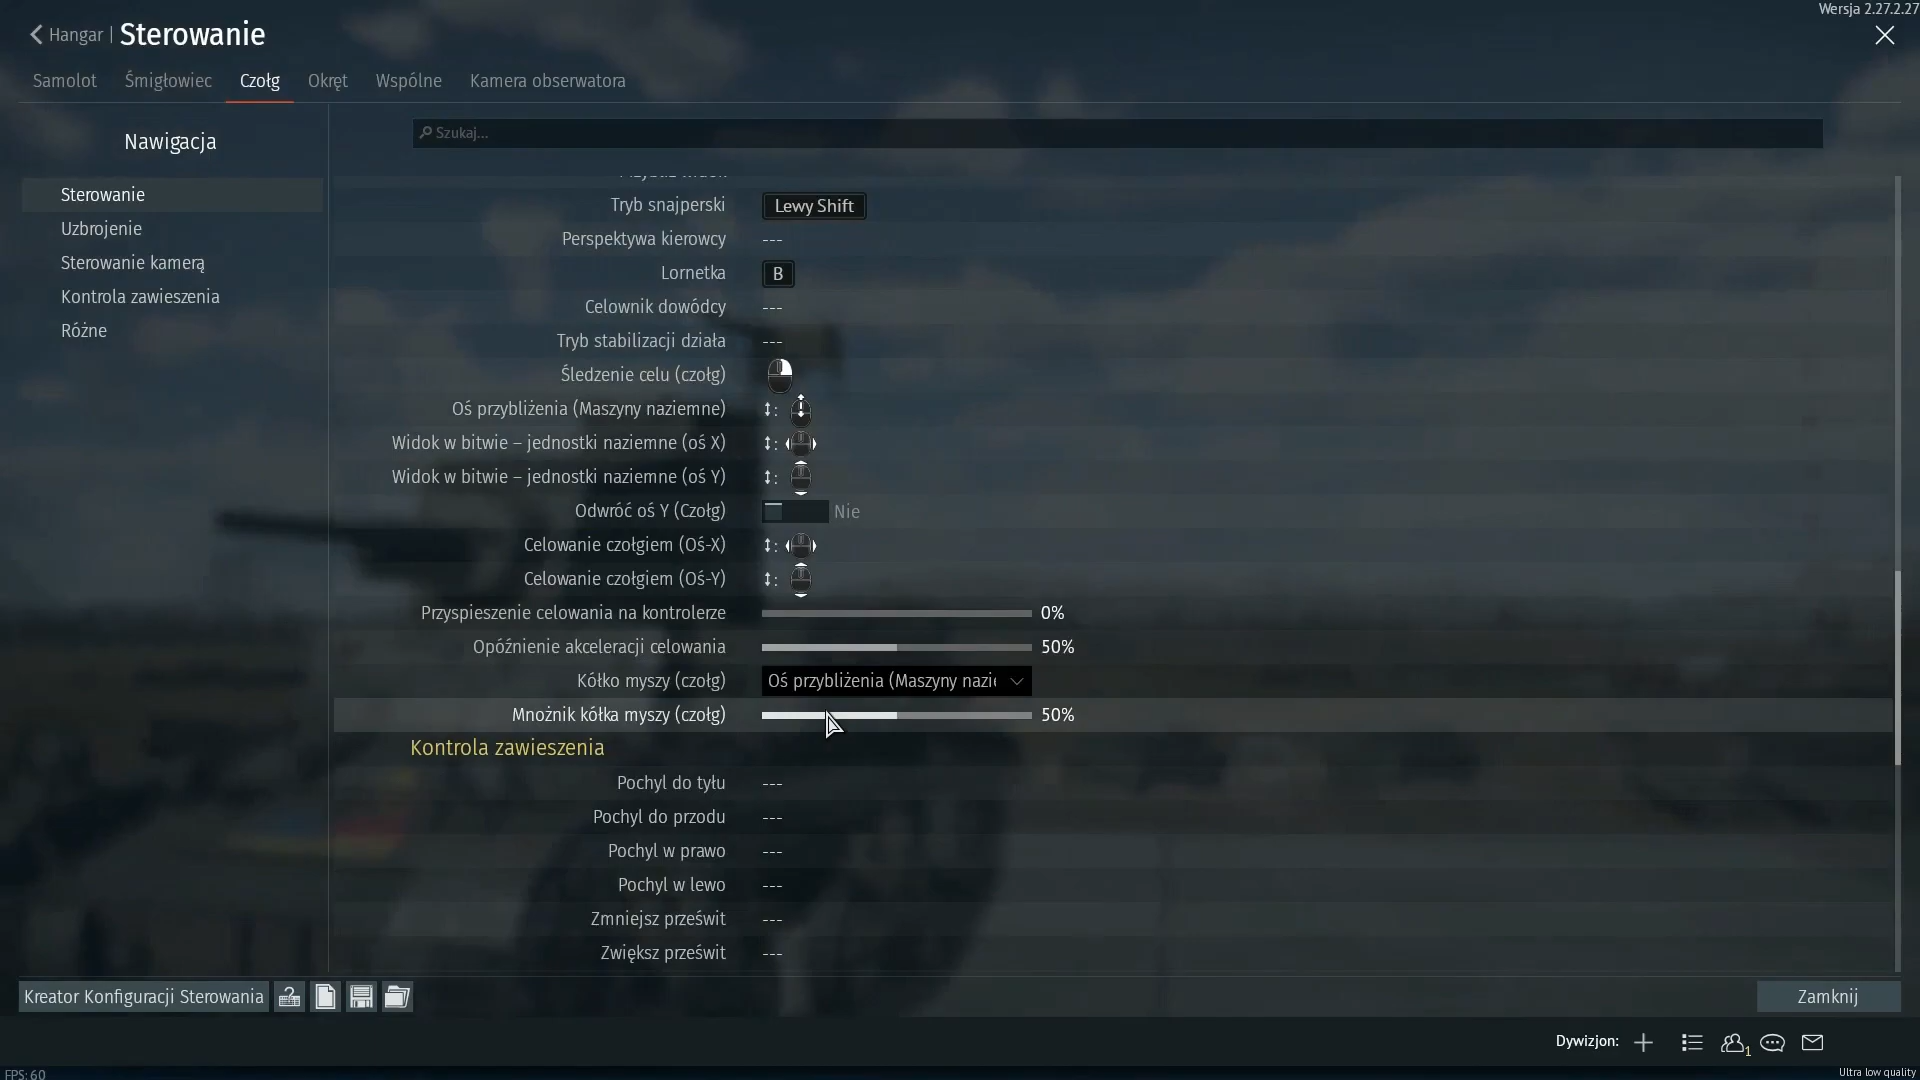 Wersja 2.27.2.27
Hangar | Sterowanie
Samolot Śmigłowiec Czołg Okręt Wspólne Kamera obserwatora
Nawigacja
Sterowanie
Uzbrojenie
Sterowanie kamerą
Kontrola zawieszenia
Różne
Szukaj...
Tryb snajperski Lewy Shift
Perspektywa kierowcy ---
Lornetka B
Celownik dowódcy ---
Tryb stabilizacji działa ---
Śledzenie celu (czołg)
Oś przybliżenia (Maszyny naziemne) :
Widok w bitwie – jednostki naziemne (oś X) :
Widok w bitwie – jednostki naziemne (oś Y) :
Odwróć oś Y (Czołg) Nie
Celowanie czołgiem (Oś-X) :
Celowanie czołgiem (Oś-Y) :
Przyspieszenie celowania na kontrolerze 0%
Opóźnienie akceleracji celowania 50%
Kółko myszy (czołg) Oś przybliżenia (Maszyny nazi
Mnożnik kółka myszy (czołg) 50%
Kontrola zawieszenia
Pochyl do tyłu ---
Pochyl do przodu ---
Pochyl w prawo ---
Pochyl w lewo ---
Zmniejsz prześwit ---
Zwiększ prześwit ---
Kreator Konfiguracji Sterowania
Zamknij
Dywizjon:
1
FPS: 60
Ultra low quality